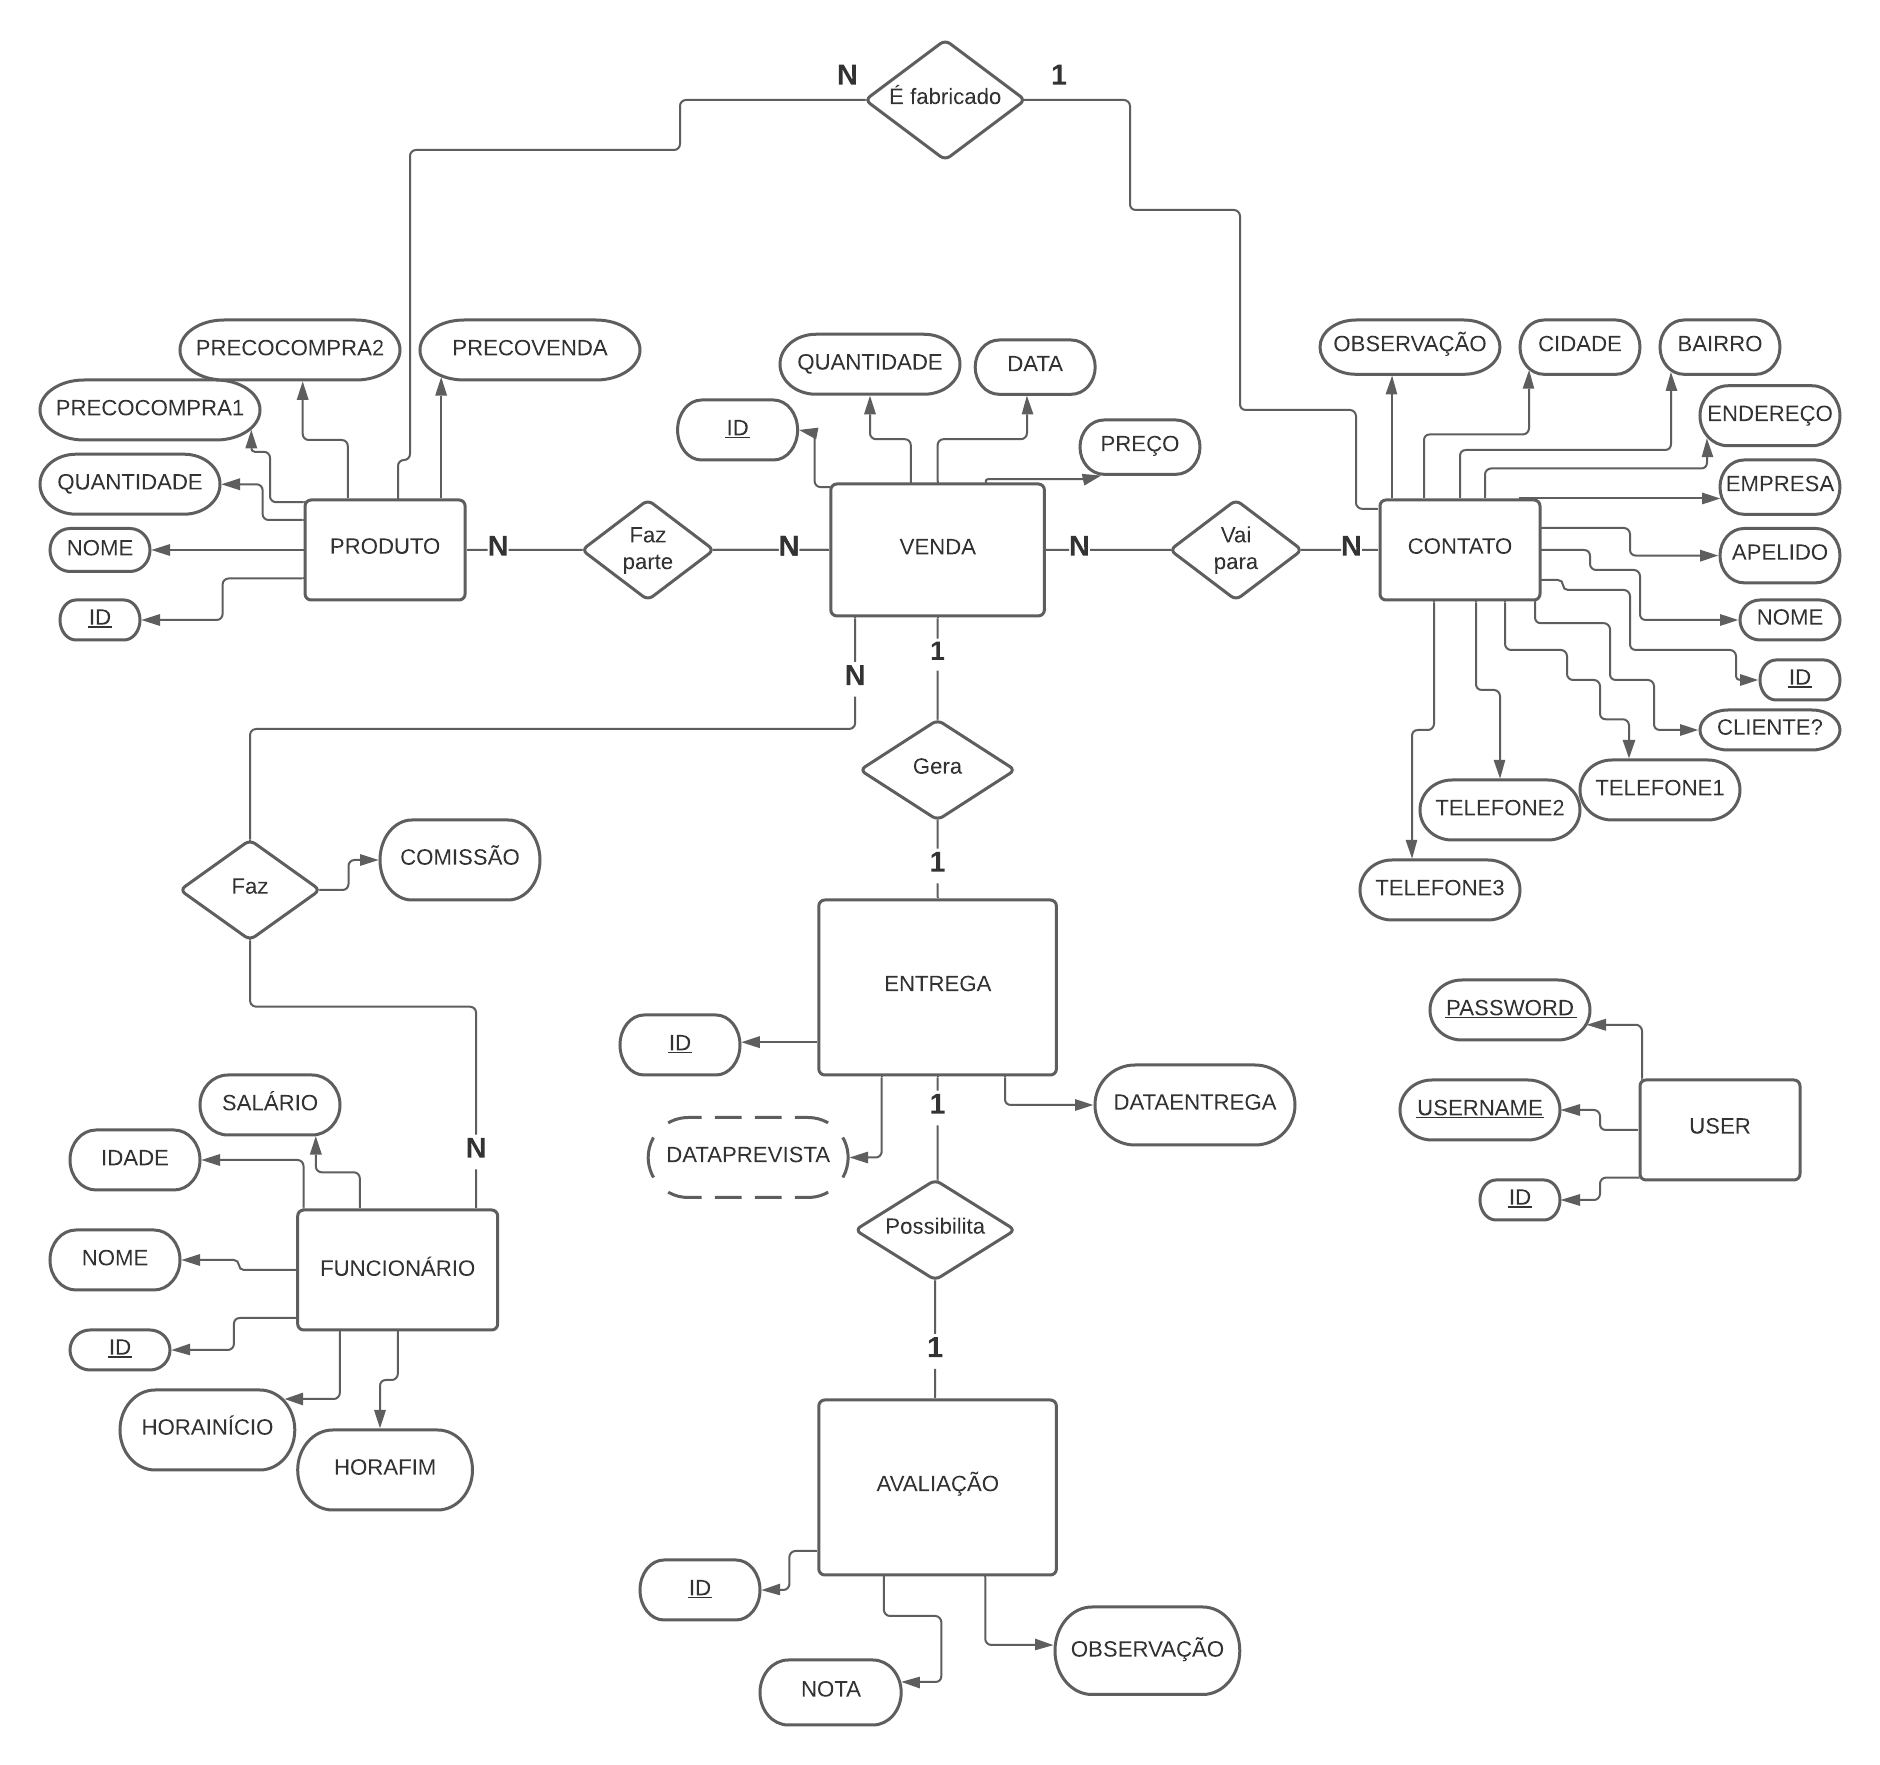 N
1
É fabricado
OBSERVAÇÃO
CIDADE
BAIRRO
PRECOCOMPRA2
PRECOVENDA
QUANTIDADE
DATA
PRECOCOMPRA1
ENDEREÇO
ID
PREÇO
QUANTIDADE
EMPRESA
NOME
PRODUTO
N
Faz
parte
N
VENDA
N
Vai
para
N
CONTATO
APELIDO
ID
NOME
1
N
ID
CLIENTE?
Gera
TELEFONE1
TELEFONE2
Faz
COMISSÃO
1
TELEFONE3
ENTREGA
PASSWORD
ID
SALÁRIO
1
DATAENTREGA
USERNAME
USER
IDADE
N
DATAPREVISTA
ID
Possibilita
NOME
FUNCIONÁRIO
ID
1
HORAINÍCIO
HORAFIM
AVALIAÇÃO
ID
NOTA
OBSERVAÇÃO